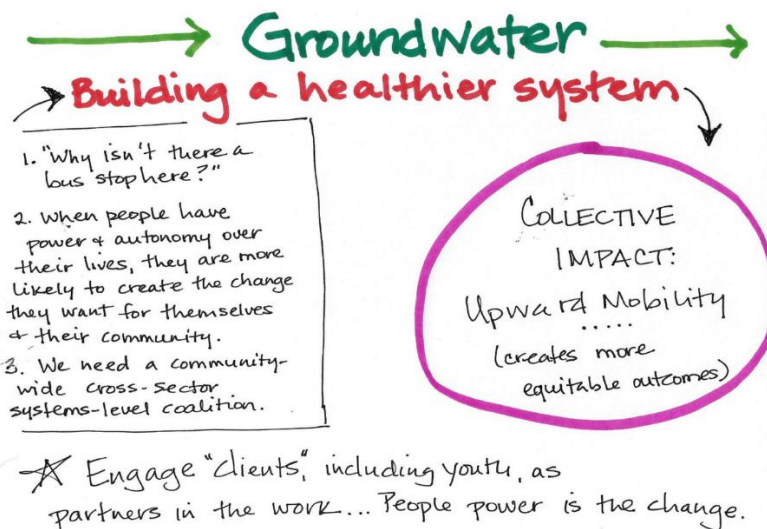 Groundwater
Building a healthier system
1. "Why isn't there a
bus stop here?"
2. When people have
power & autonomy over
their lives, they are more
likely to create the change
they want for themselves
& their community.
3. We need a community-
wide cross-sector
systems-level coalition.
COLLECTIVE
IMPACT:
Upward Mobility
.....
(creates more
equitable outcomes)
Engage "clients", including youth, as
partners in the work... People power is the change.